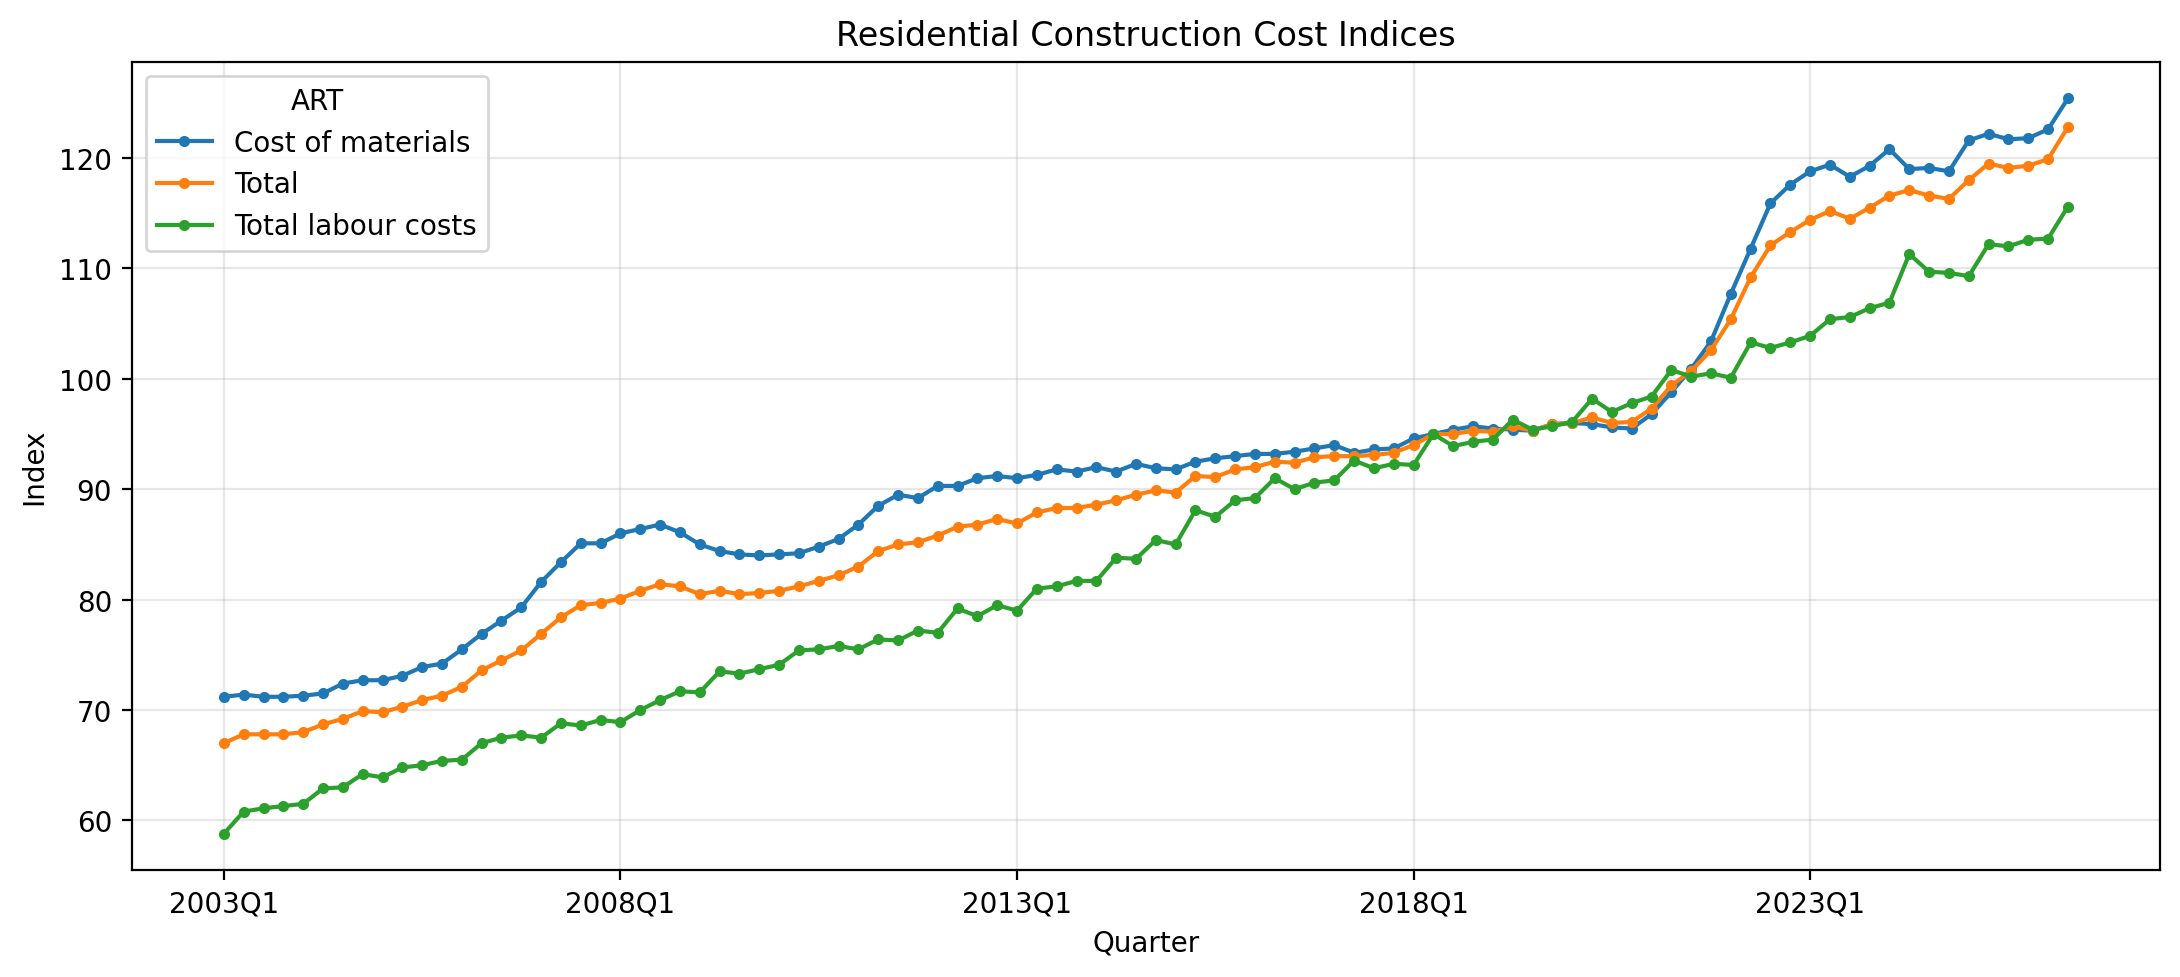 Residential Construction Cost Indices
ART
Cost of materials
Total
Total labour costs
120
110
100
90
80
70
60
Index
2003Q1 2008Q1 2013Q1 2018Q1 2023Q1
Quarter